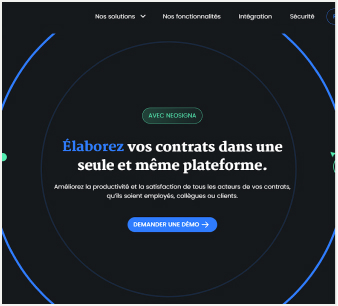 Nos solutions Nos fonctionnalités Intégration Sécurité
AVEC NEOSIGNA
Élaborez vos contrats dans une
seule et même plateforme.
Améliorez la productivité et la satisfaction de tous les acteurs de vos contrats,
qu'ils soient employés, collègues ou clients.
DEMANDER UNE DÉMO